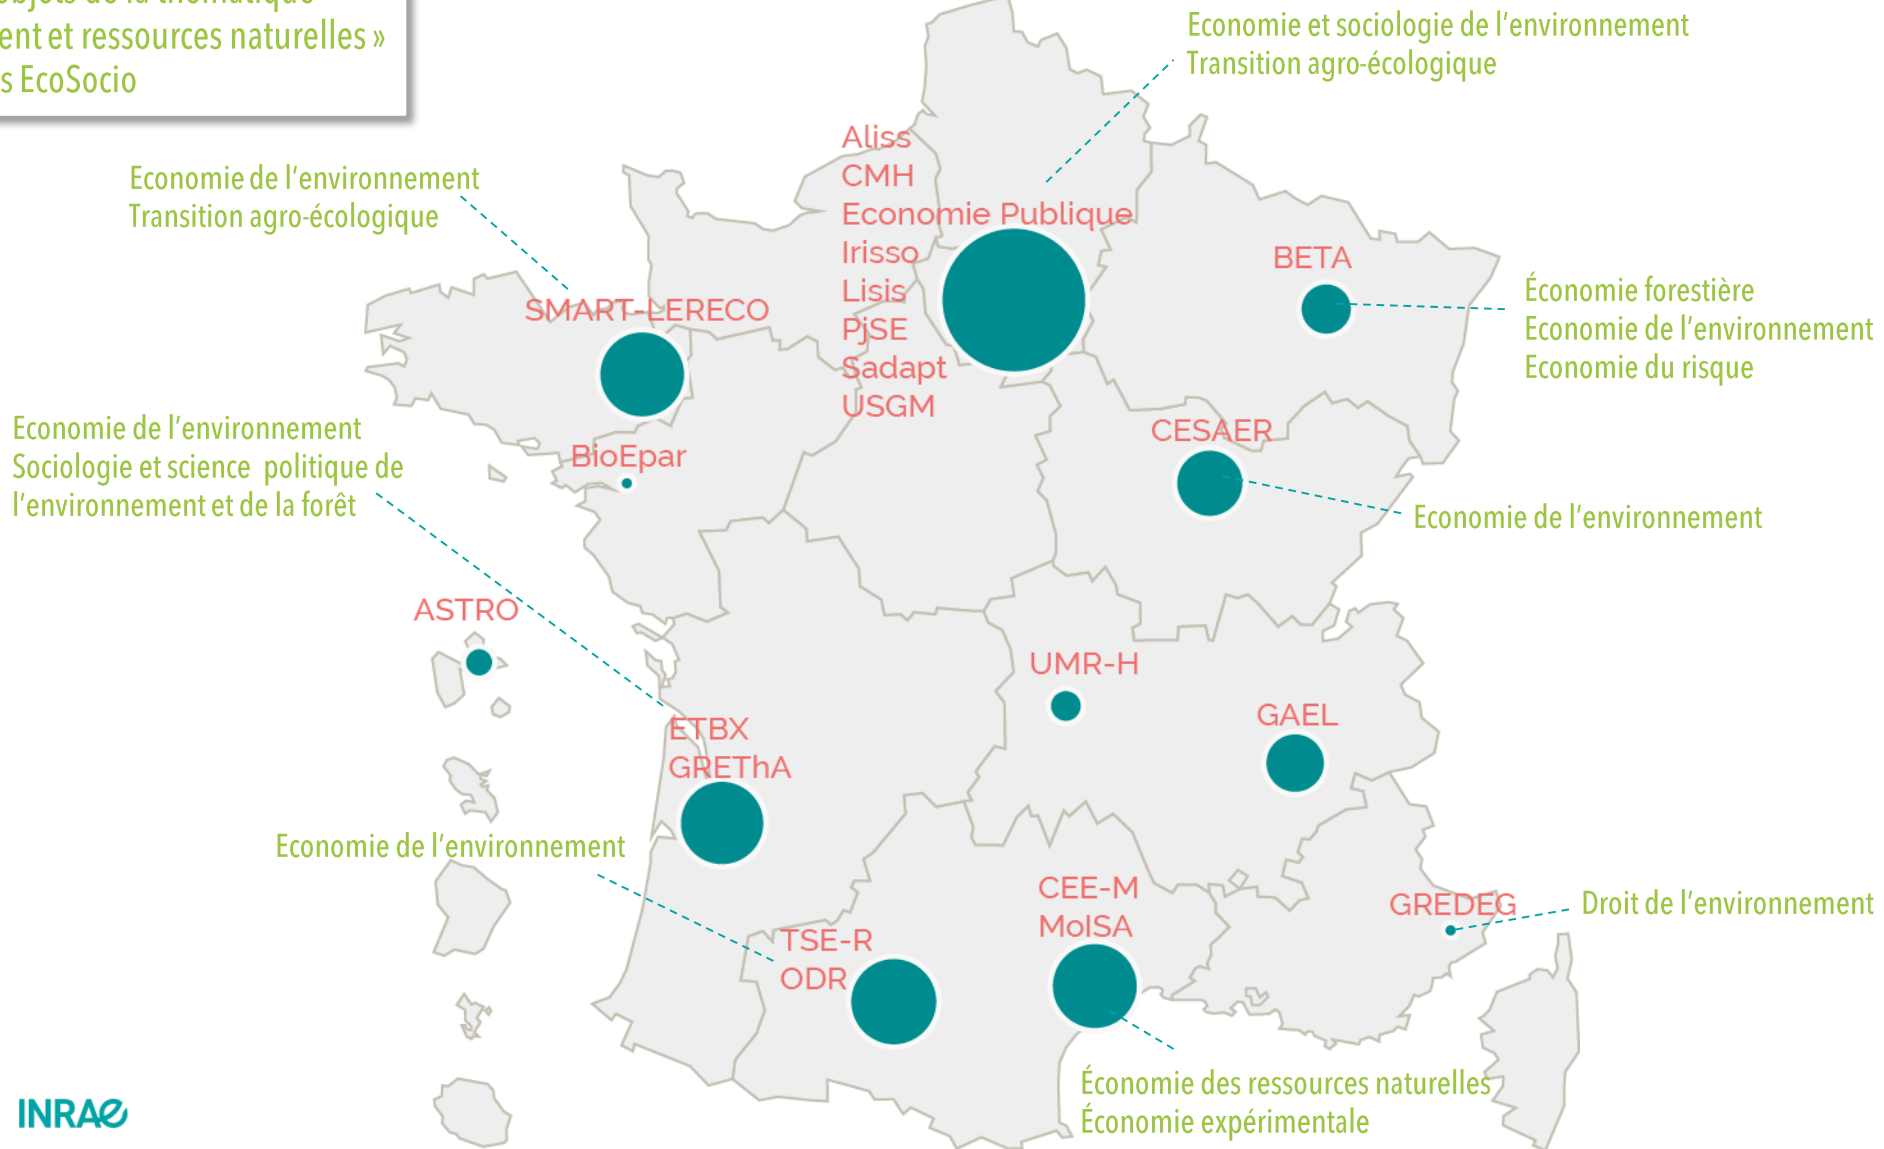 ent et ressources naturelles »
s EcoSocio
Economie et sociologie de l'environnement
Transition agro-écologique
Economie de l'environnement
Transition agro-écologique
Aliss
CMH
Economie Publique
Irisso
Lisis
PjSE
Sadapt
USGM
BETA
Économie forestière
Economie de l'environnement
Economie du risque
SMART-LERECO
Economie de l'environnement
Sociologie et science politique de
l'environnement et de la forêt
BioEpar
CESAER
Economie de l'environnement
ASTRO
UMR-H
GAEL
ETBX
GREThA
Economie de l'environnement
TSE-R
ODR
CEE-M
MoISA
GREDEG
Droit de l'environnement
Économie des ressources naturelles
Économie expérimentale
INRAE